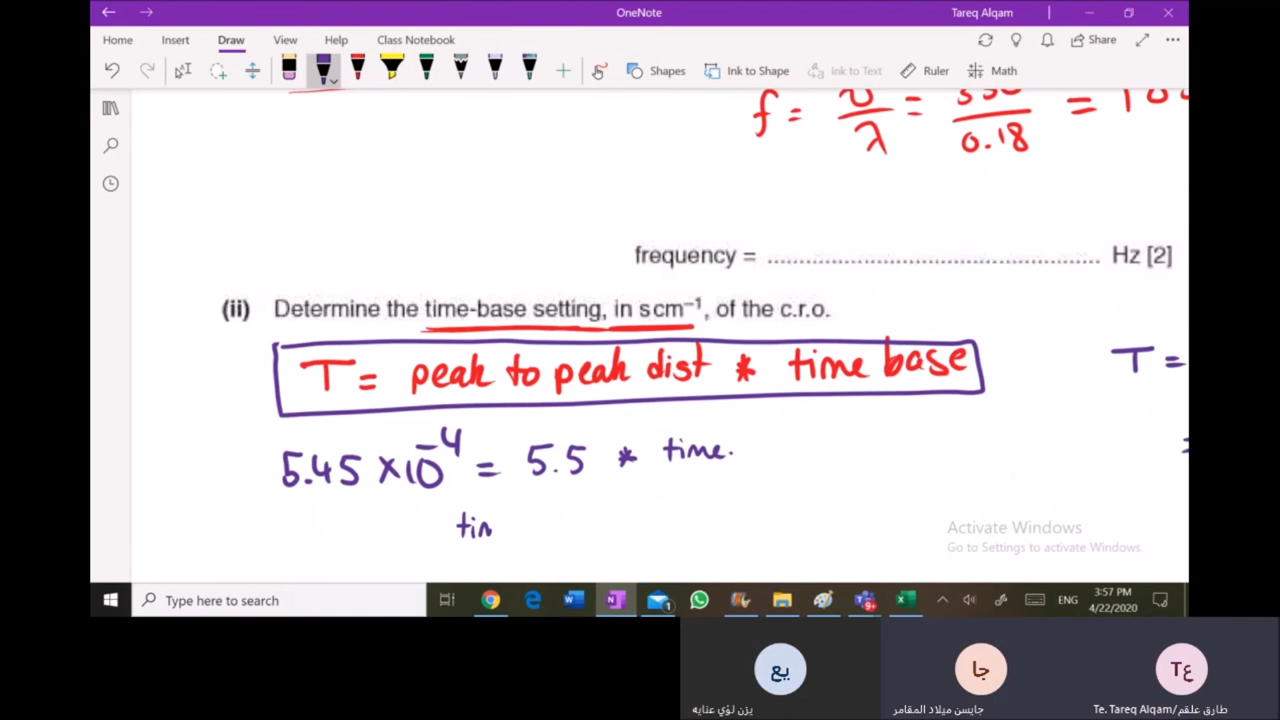 OneNote
Tareq Alqam
Home Insert Draw View Help Class Notebook
Share
Shapes Ink to Shape Ink to Text Ruler Math
f = v/λ = /0.18 =
frequency = .......... Hz [2]
(ii) Determine the time-base setting, in s cm⁻¹, of the c.r.o.
T = peak to peak dist * time base
T =
5.45 ×10⁻⁴ = 5.5 * time.
=
tim
Activate Windows
Go to Settings to activate Windows.
Type here to search
ENG
3:57 PM
4/22/2020
يع
جا
طع
يزن لؤي عنايه
جايسن ميلاد المقامر
Te. Tareq Alqam/طارق علقم